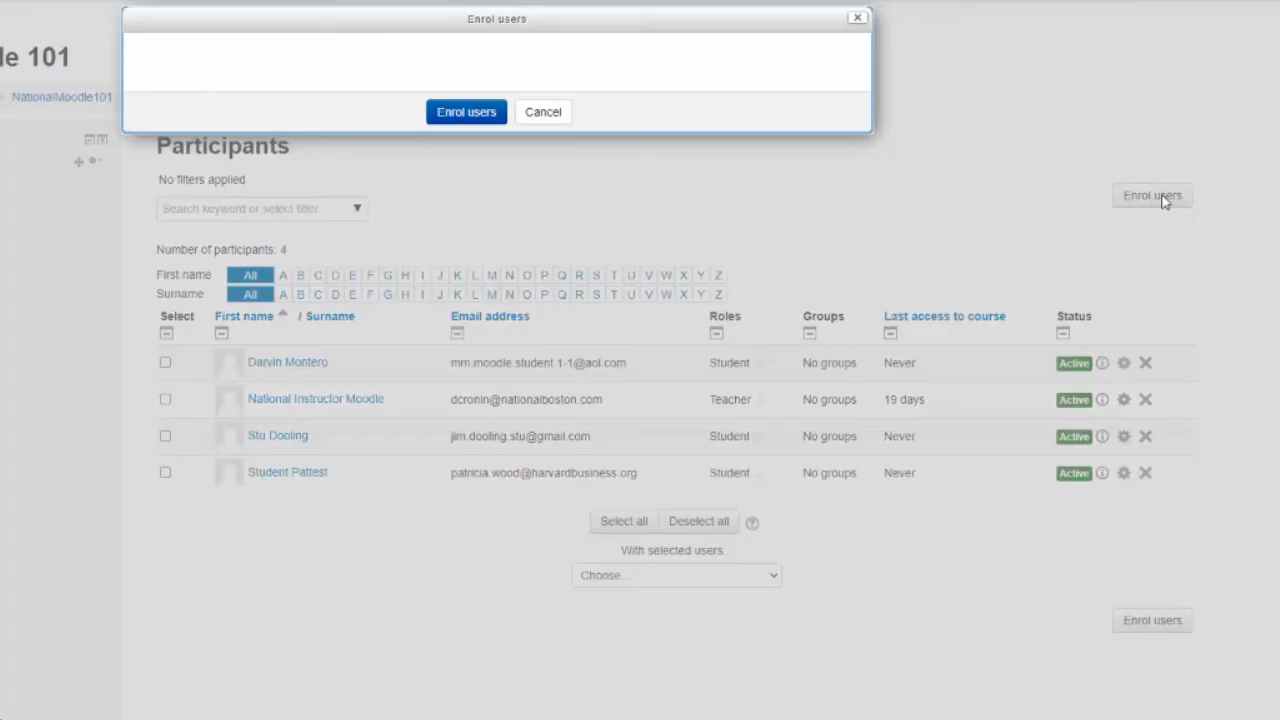 Enrol users
le 101
NationalMoodle101
Enrol users Cancel
Participants
No filters applied
Enrol users
Search keyword or select filter
Number of participants: 4
First name All A B C D E F G H I J K L M N O P Q R S T U V W X Y Z
Surname All A B C D E F G H I J K L M N O P Q R S T U V W X Y Z
Select First name / Surname Email address Roles Groups Last access to course Status
Darvin Montero mm.moodle.student.1-1@aol.com Student No groups Never Active
National Instructor Moodle dcronin@nationalboston.com Teacher No groups 19 days Active
Stu Dooling jim.dooling.stu@gmail.com Student No groups Never Active
Student Pattest patricia.wood@harvardbusiness.org Student No groups Never Active
Select all Deselect all
With selected users...
Choose...
Enrol users